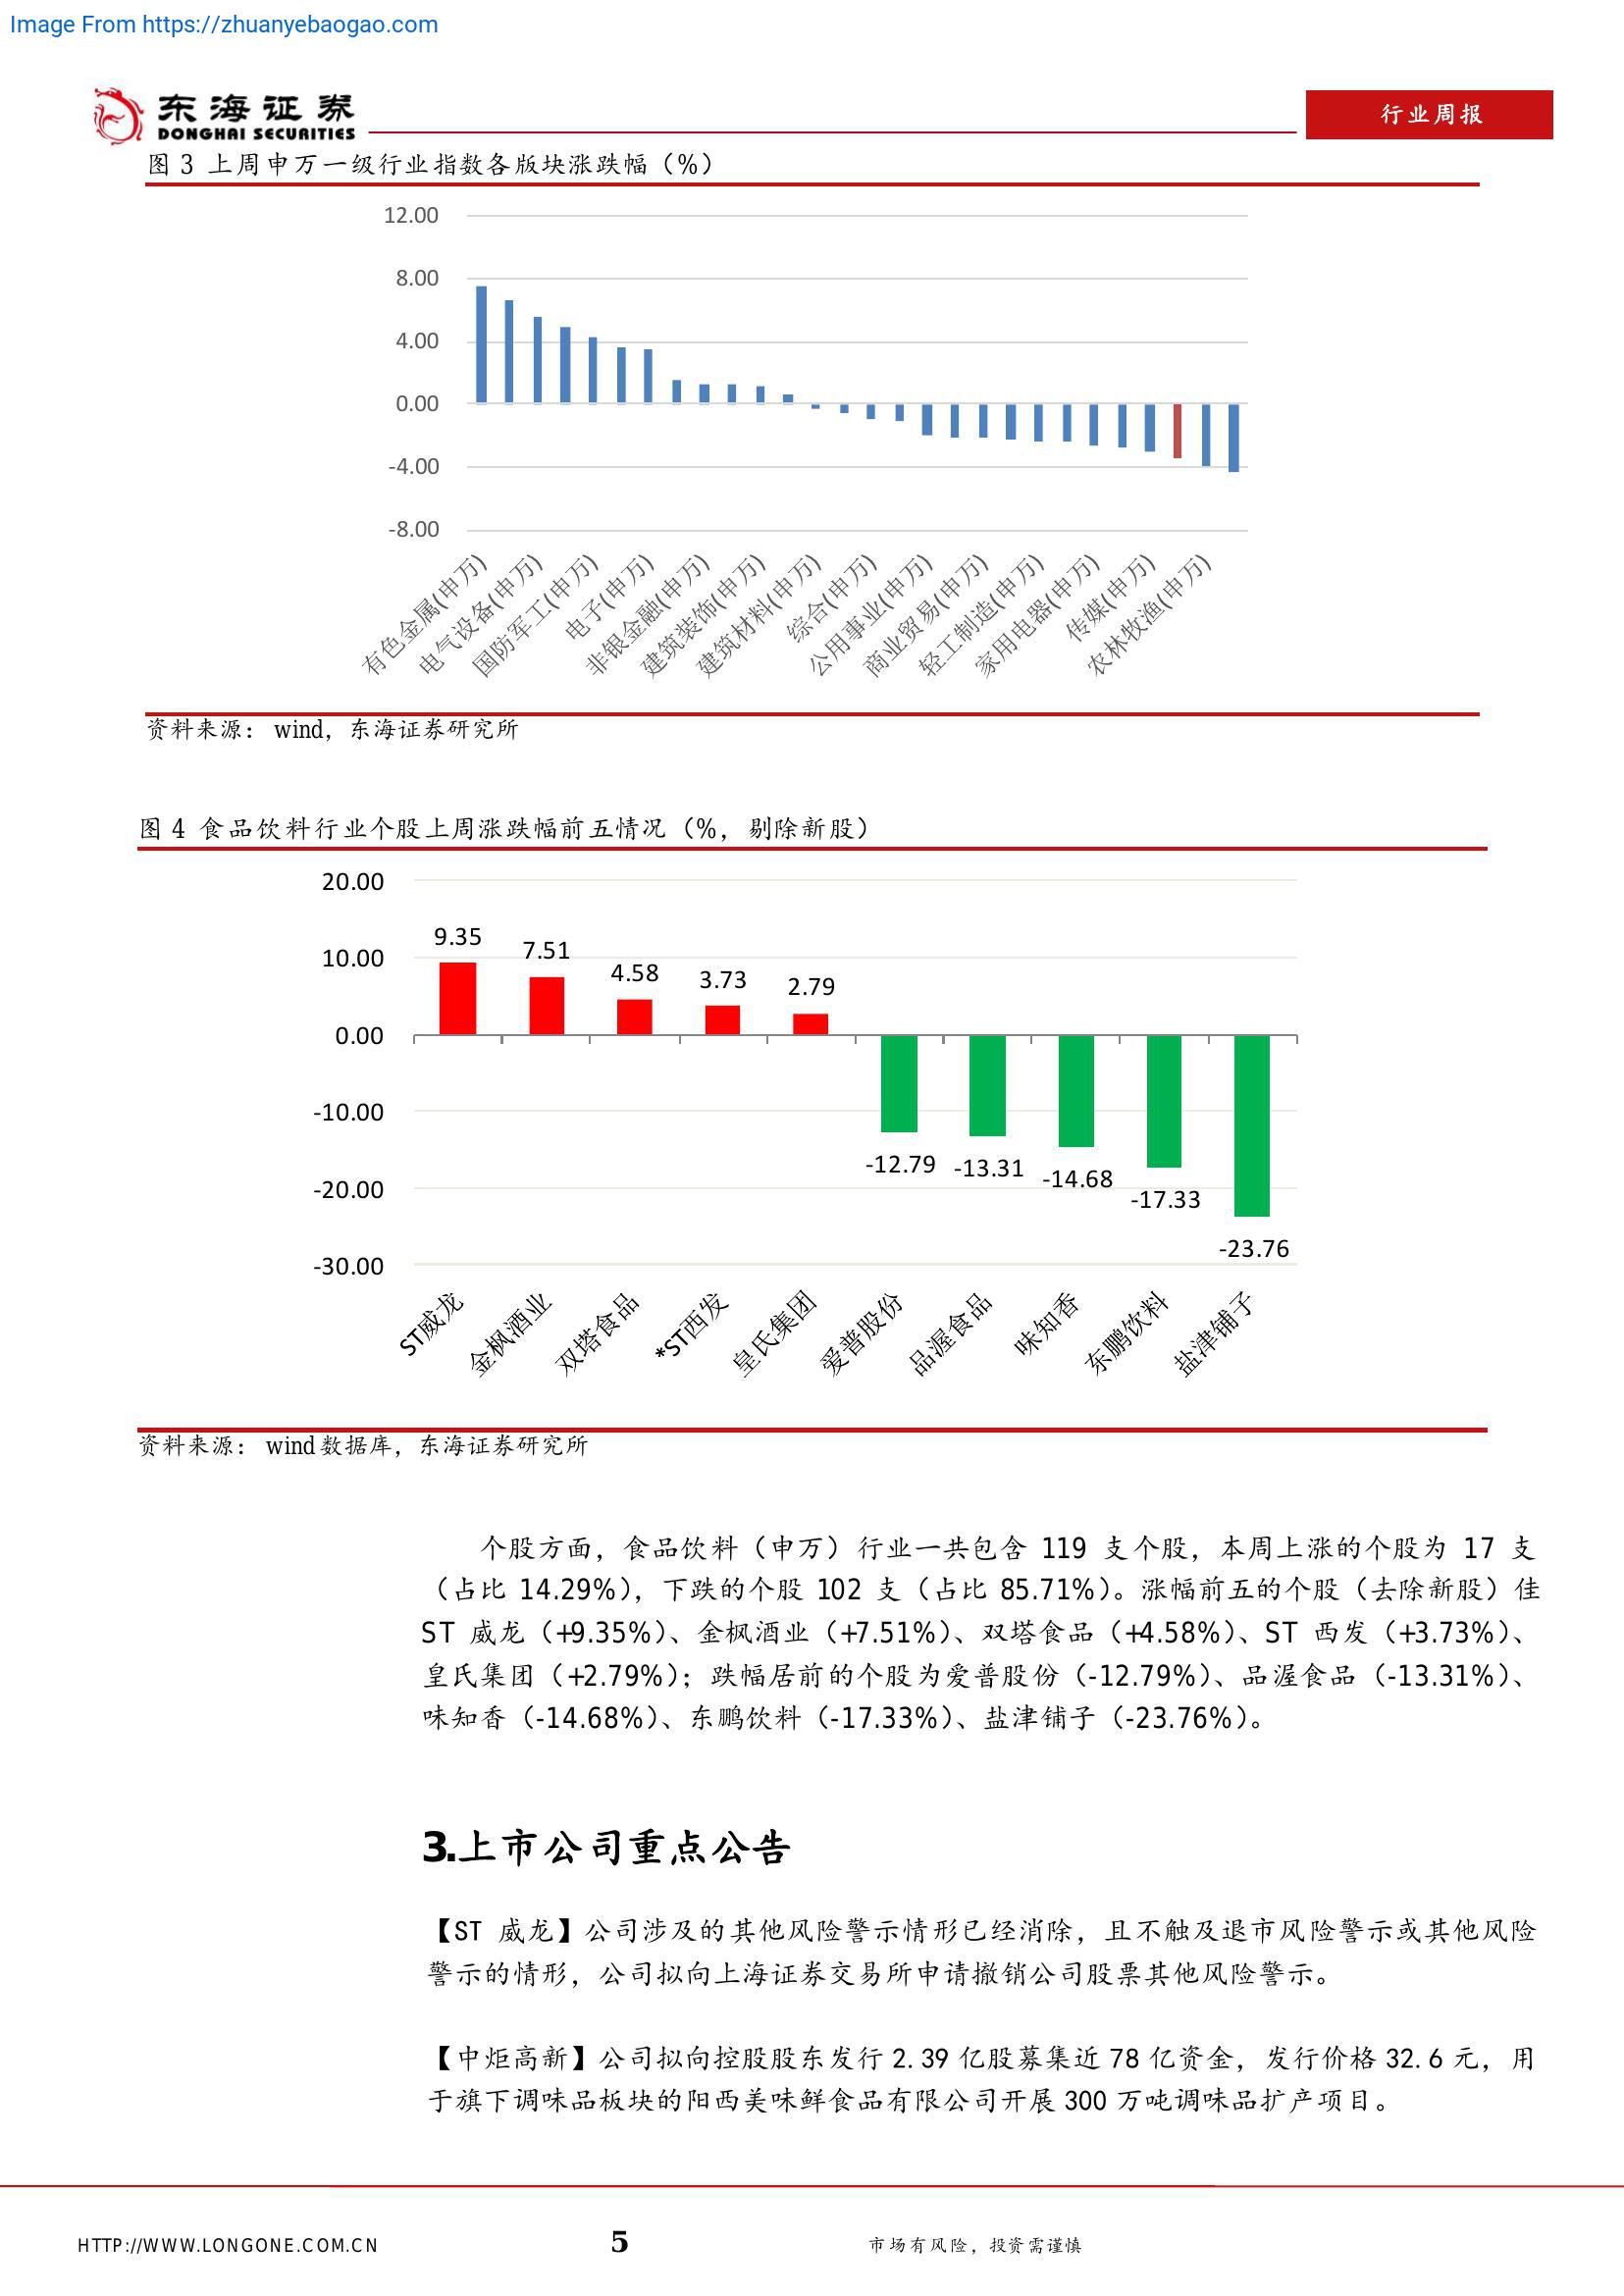 Image From https://zhuanyebaogao.com
东海证券
DONGHAI SECURITIES
行业周报
图 3 上周申万一级行业指数各版块涨跌幅（%）
12.00
8.00
4.00
0.00
-4.00
-8.00
有色金属(申万)
电气设备(申万)
国防军工(申万)
电子(申万)
非银金融(申万)
建筑装饰(申万)
建筑材料(申万)
综合(申万)
公用事业(申万)
商业贸易(申万)
轻工制造(申万)
家用电器(申万)
传媒(申万)
农林牧渔(申万)
资料来源： wind，东海证券研究所
图 4 食品饮料行业个股上周涨跌幅前五情况（%，剔除新股）
20.00
10.00
0.00
-10.00
-20.00
-30.00
9.35
7.51
4.58
3.73
2.79
-12.79
-13.31
-14.68
-17.33
-23.76
ST威龙
金枫酒业
双塔食品
*ST西发
皇氏集团
爱普股份
品渥食品
味知香
东鹏饮料
盐津铺子
资料来源： wind数据库，东海证券研究所
个股方面，食品饮料（申万）行业一共包含 119 支个股，本周上涨的个股为 17 支
（占比 14.29%），下跌的个股 102 支（占比 85.71%）。涨幅前五的个股（去除新股）佳
ST 威龙（+9.35%）、金枫酒业（+7.51%）、双塔食品（+4.58%）、ST 西发（+3.73%）、
皇氏集团（+2.79%）；跌幅居前的个股为爱普股份（-12.79%）、品渥食品（-13.31%）、
味知香（-14.68%）、东鹏饮料（-17.33%）、盐津铺子（-23.76%）。
3.上市公司重点公告
【ST 威龙】公司涉及的其他风险警示情形已经消除，且不触及退市风险警示或其他风险
警示的情形，公司拟向上海证券交易所申请撤销公司股票其他风险警示。
【中炬高新】公司拟向控股股东发行 2.39 亿股募集近 78 亿资金，发行价格 32.6 元，用
于旗下调味品板块的阳西美味鲜食品有限公司开展 300 万吨调味品扩产项目。
HTTP://WWW.LONGONE.COM.CN
5
市场有风险，投资需谨慎